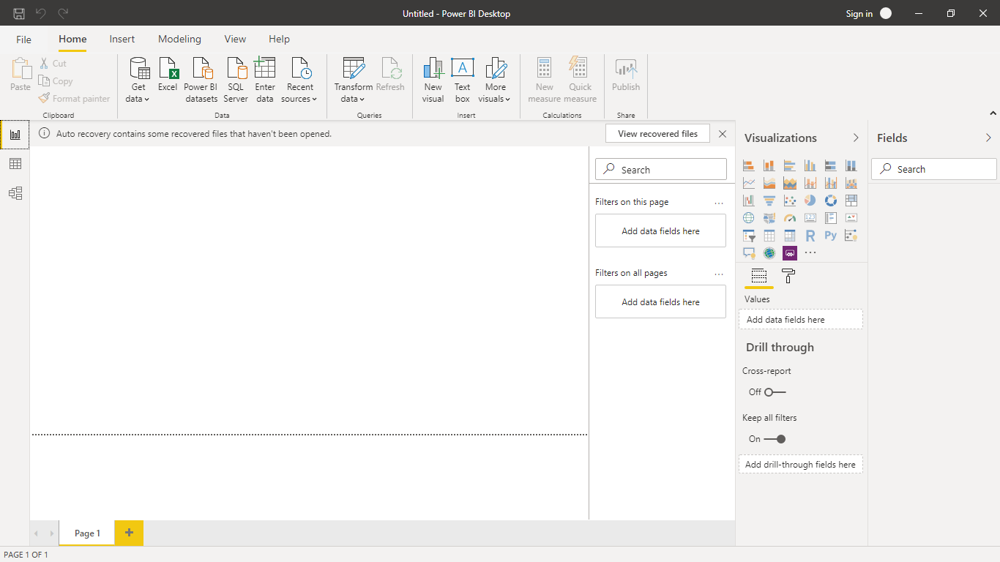 Untitled - Power BI Desktop
Sign in
File Home Insert Modeling View Help
Paste
Cut
Copy
Format painter
Clipboard
Get data
Excel
Power BI datasets
SQL Server
Enter data
Recent sources
Data
Transform data
Refresh
Queries
New visual
A
Text box
More visuals
Insert
New measure
Quick measure
Calculations
Publish
Share
Auto recovery contains some recovered files that haven't been opened.
View recovered files
Search
Filters on this page
...
Add data fields here
Filters on all pages
...
Add data fields here
Visualizations
123
R
Py
...
Values
Add data fields here
Drill through
Cross-report
Off
Keep all filters
On
Add drill-through fields here
Fields
Search
Page 1
+
PAGE 1 OF 1